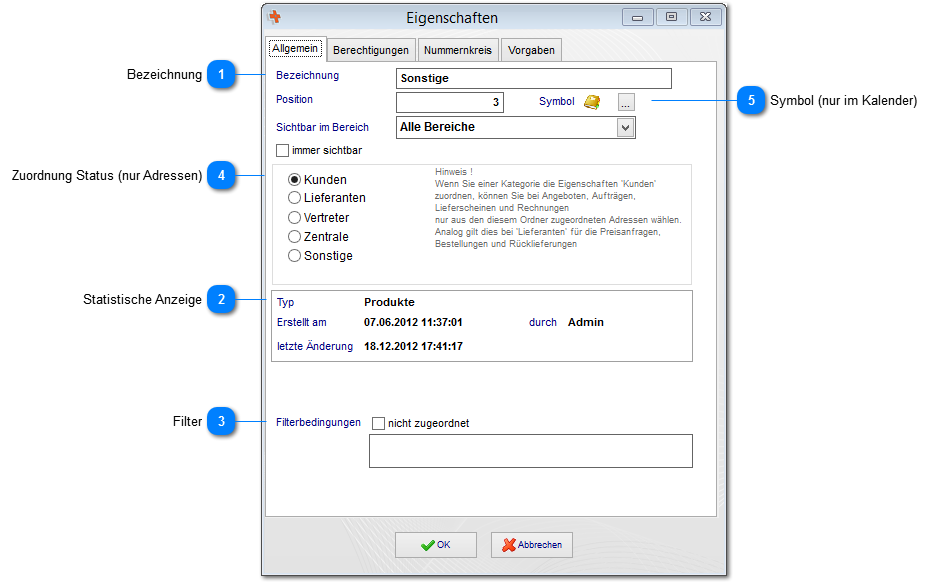 Eigenschaften
Allgemein Berechtigungen Nummernkreis Vorgaben
Bezeichnung 1
Bezeichnung Sonstige
Position 3 Symbol ...
5 Symbol (nur im Kalender)
Sichtbar im Bereich Alle Bereiche
immer sichtbar
Zuordnung Status (nur Adressen) 4
Kunden
Lieferanten
Vertreter
Zentrale
Sonstige
Hinweis !
Wenn Sie einer Kategorie die Eigenschaften 'Kunden'
zuordnen, können Sie bei Angeboten, Aufträgen,
Lieferscheinen und Rechnungen
nur aus den diesem Ordner zugeordneten Adressen wählen.
Analog gilt dies bei 'Lieferanten' für die Preisanfragen,
Bestellungen und Rücklieferungen
Statistische Anzeige 2
Typ Produkte
Erstellt am 07.06.2012 11:37:01 durch Admin
letzte Änderung 18.12.2012 17:41:17
Filter 3
Filterbedingungen nicht zugeordnet
OK Abbrechen